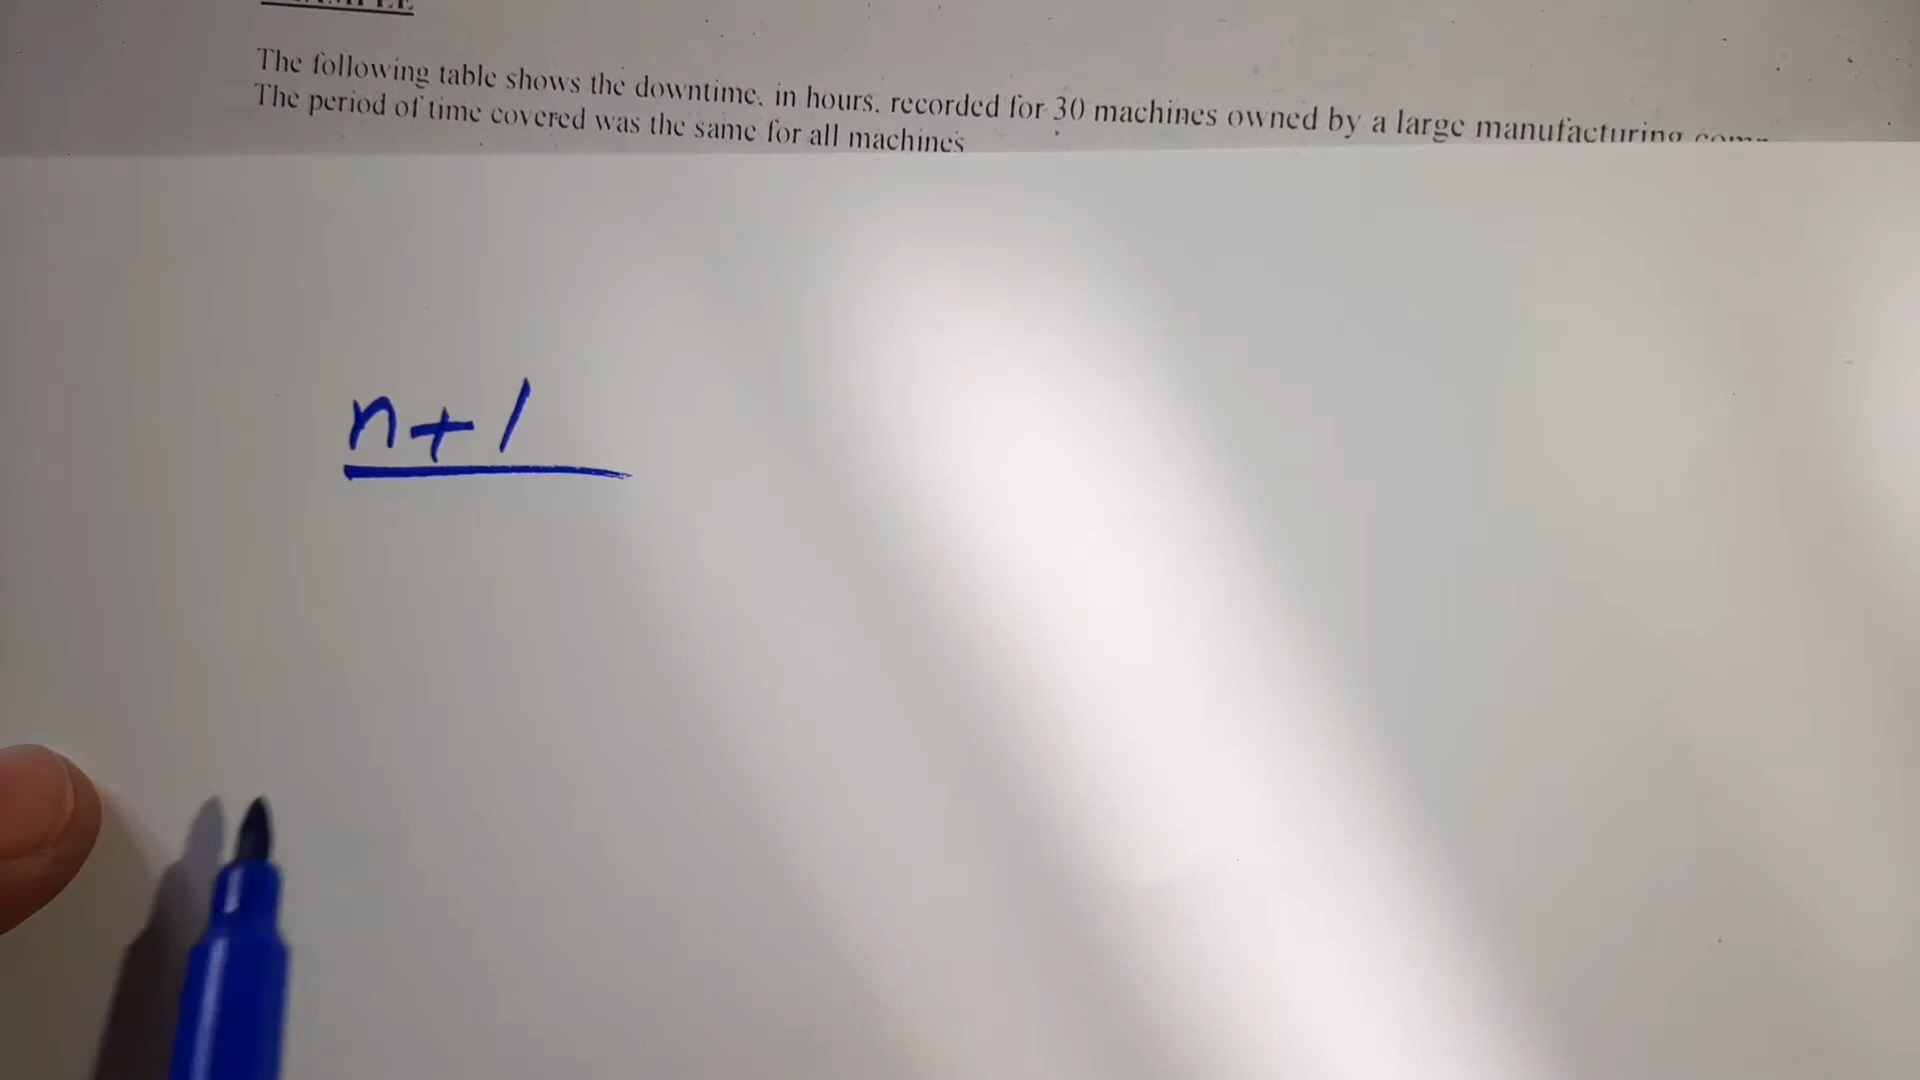 The following table shows the downtime, in hours, recorded for 30 machines owned by a large manufacturing
The period of time covered was the same for all machines
n+1